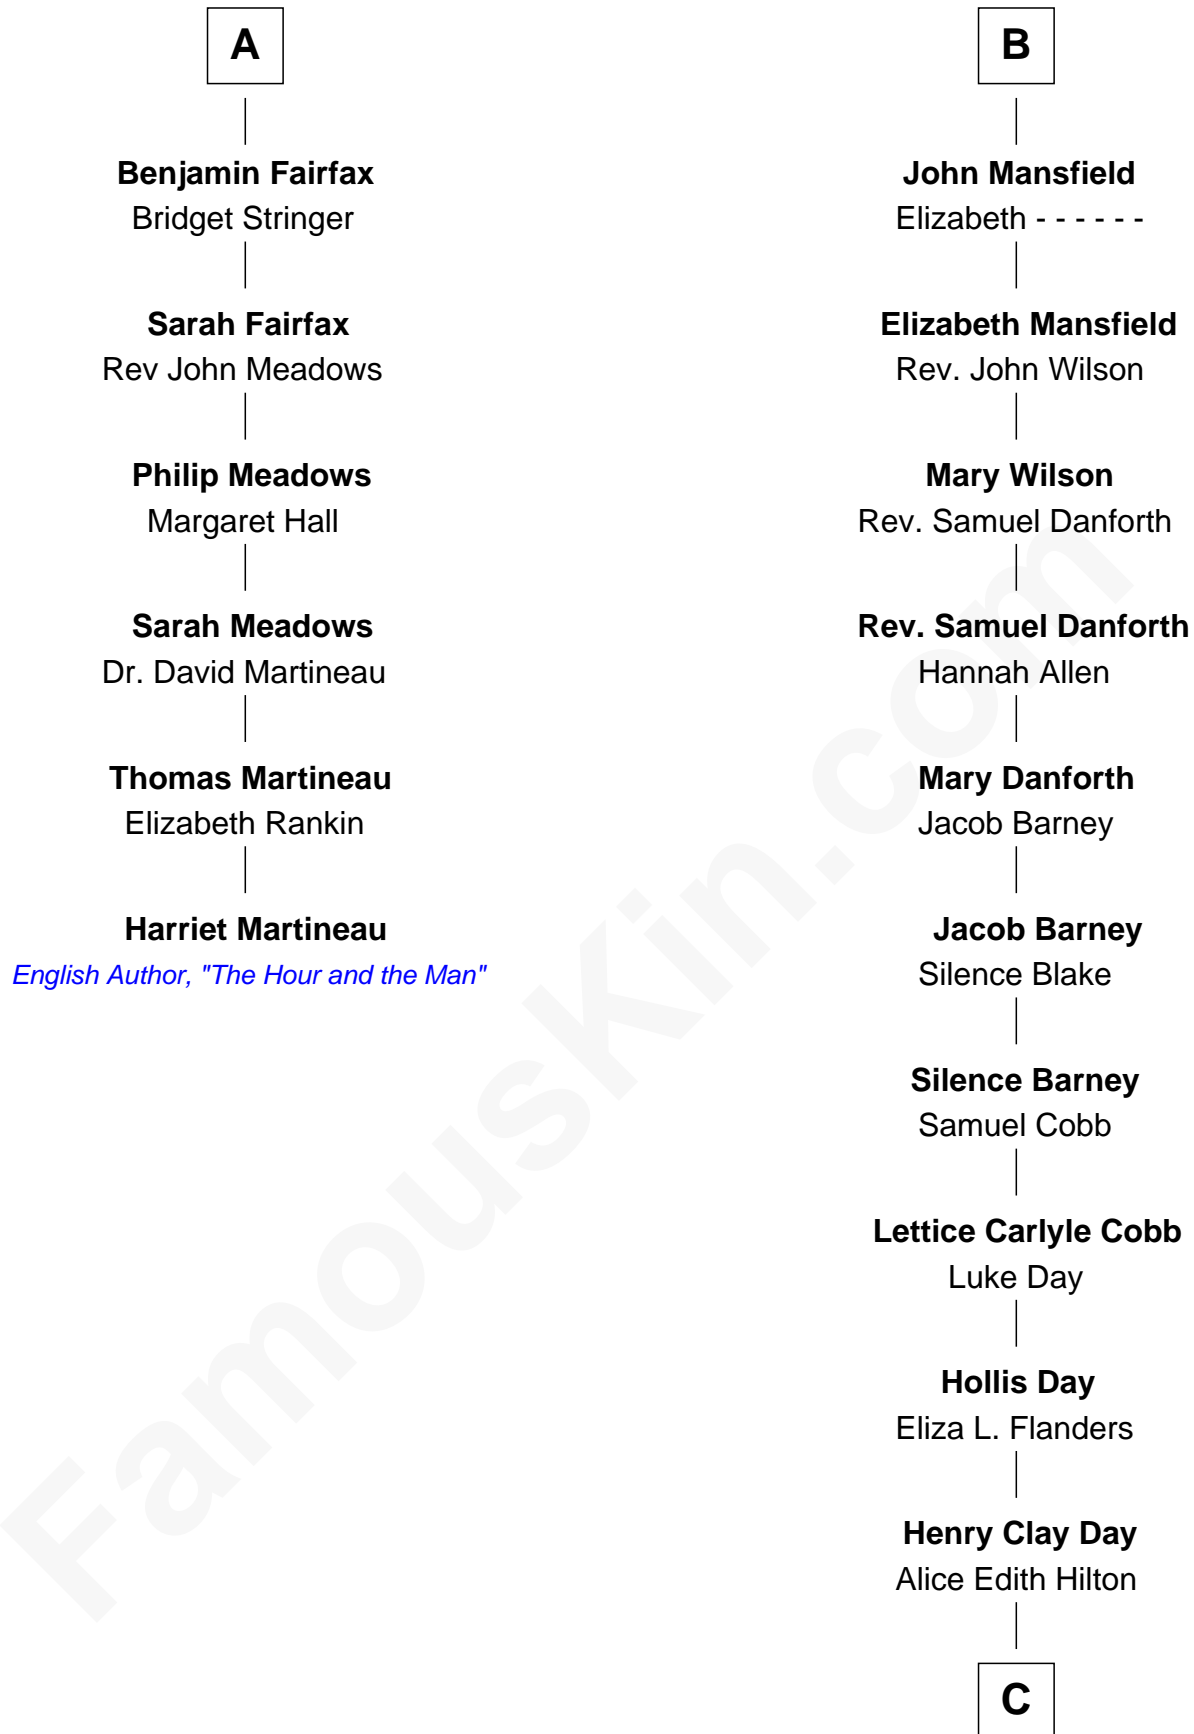 A
Benjamin Fairfax
Bridget Stringer
Sarah Fairfax
Rev John Meadows
Philip Meadows
Margaret Hall
Sarah Meadows
Dr. David Martineau
Thomas Martineau
Elizabeth Rankin
Harriet Martineau
English Author, "The Hour and the Man"
B
John Mansfield
Elizabeth - - - - - -
Elizabeth Mansfield
Rev. John Wilson
Mary Wilson
Rev. Samuel Danforth
Rev. Samuel Danforth
Hannah Allen
Mary Danforth
Jacob Barney
Jacob Barney
Silence Blake
Silence Barney
Samuel Cobb
Lettice Carlyle Cobb
Luke Day
Hollis Day
Eliza L. Flanders
Henry Clay Day
Alice Edith Hilton
C
FamousKin.com